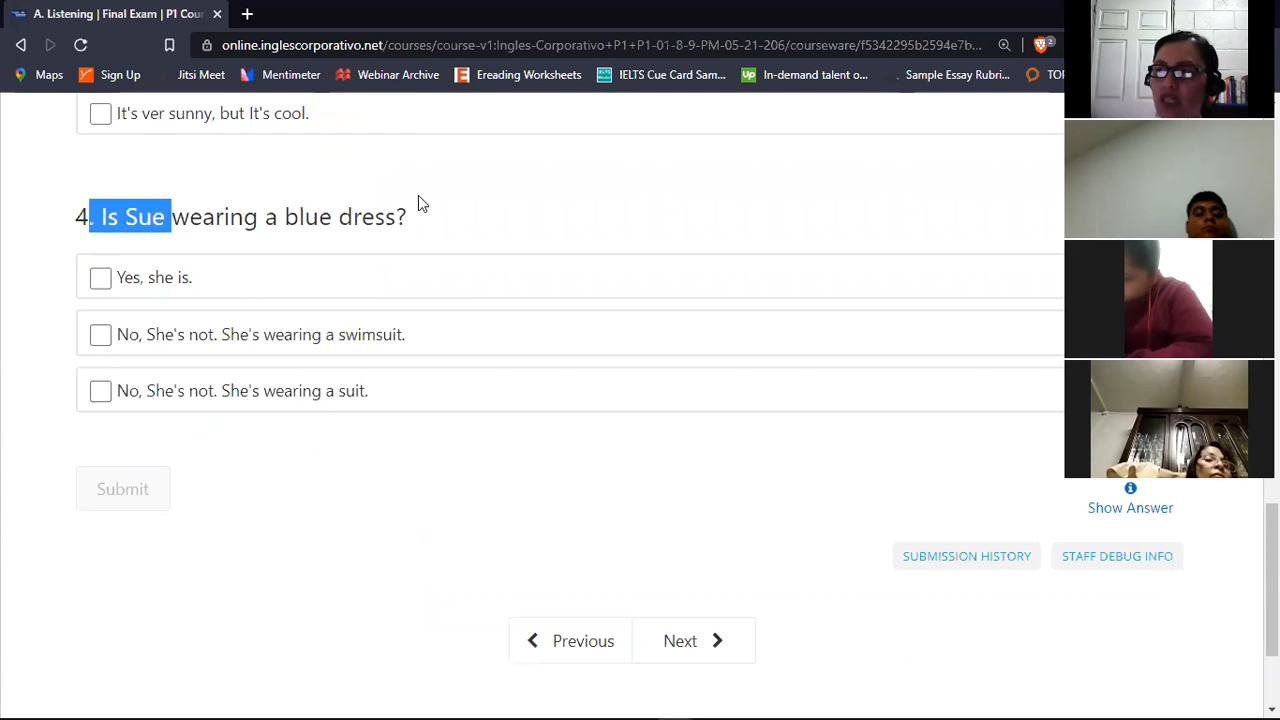 A. Listening | Final Exam | P1 Cou
online.inglescorporativo.net/courses/course-v1:Ingles-Corporativo+P1+P1-01-8-9-PM-05-21-206/courseware/f5342295b2594e7b...
2
Maps
Sign Up
Jitsi Meet
Mentimeter
Webinar Archive
Ereading Worksheets
IELTS Cue Card Sam...
Up
In-demand talent o...
Sample Essay Rubri...
TOP
It's ver sunny, but It's cool.
4. Is Sue wearing a blue dress?
Yes, she is.
No, She's not. She's wearing a swimsuit.
No, She's not. She's wearing a suit.
Submit
Show Answer
SUBMISSION HISTORY
STAFF DEBUG INFO
Previous
Next